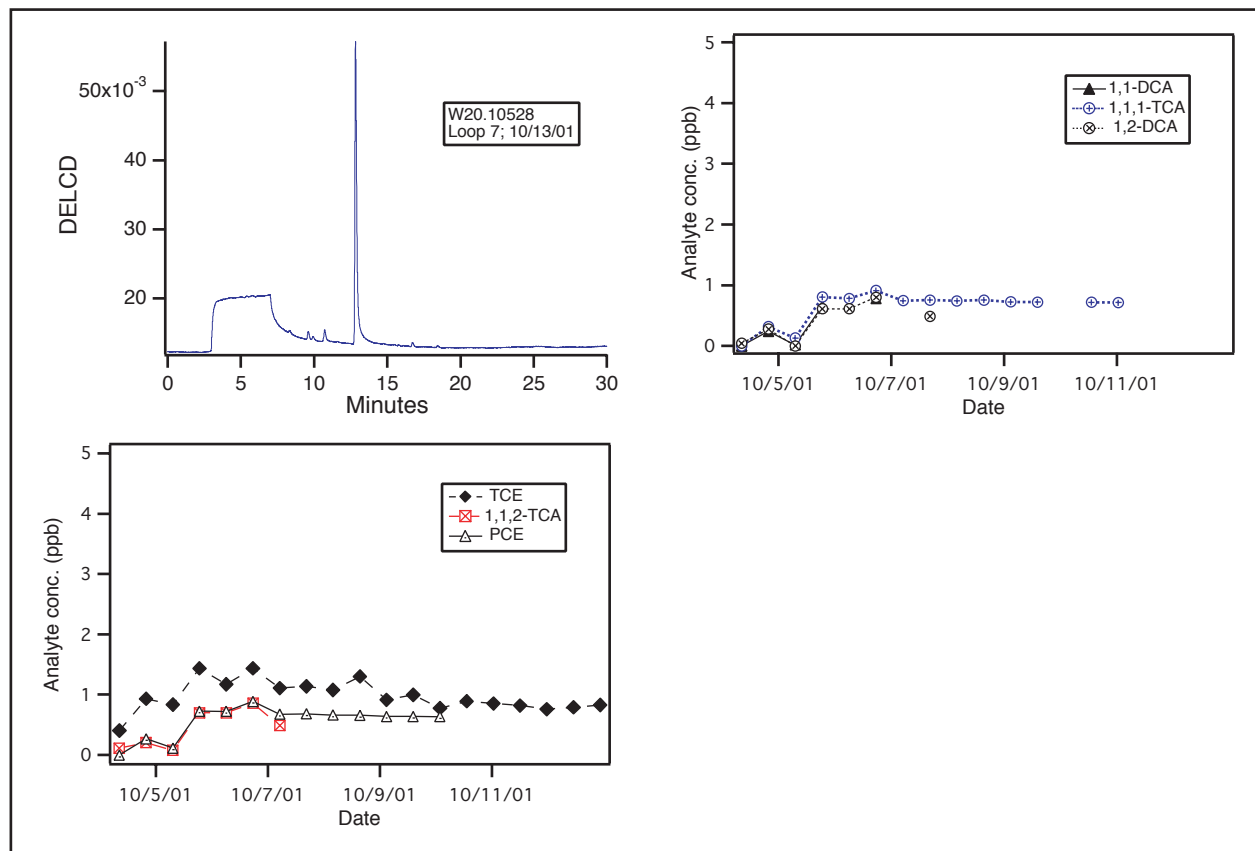 DELCD
50x10-3
40
30
20
0
5
10
15
20
25
30
Minutes
W20.10528
Loop 7; 10/13/01
Analyte conc. (ppb)
5
4
3
2
1
0
10/5/01
10/7/01
10/9/01
10/11/01
Date
1,1-DCA
1,1,1-TCA
1,2-DCA
Analyte conc. (ppb)
5
4
3
2
1
0
10/5/01
10/7/01
10/9/01
10/11/01
Date
TCE
1,1,2-TCA
PCE